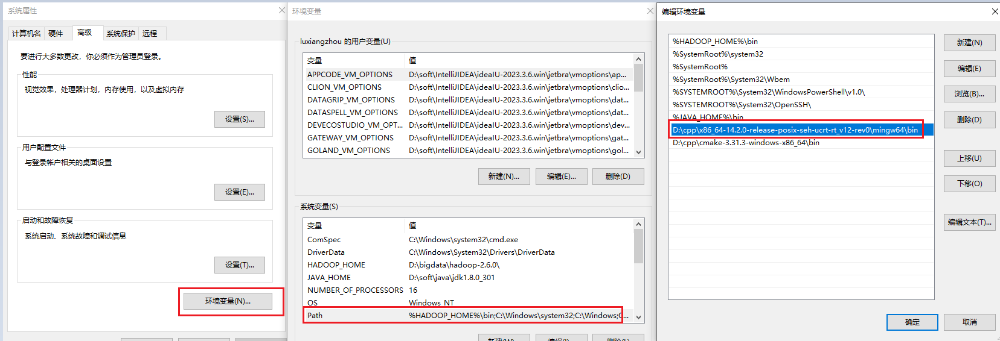 系统属性
计算机名
硬件
高级
系统保护
远程
要进行大多数更改，你必须作为管理员登录。
性能
视觉效果，处理器计划，内存使用，以及虚拟内存
设置(S)...
用户配置文件
与登录帐户相关的桌面设置
设置(E)...
启动和故障恢复
系统启动、系统故障和调试信息
设置(T)...
环境变量(N)...
环境变量
luxiangzhou 的用户变量(U)
变量 值
APPCODE_VM_OPTIONS D:\soft\IntelliJIDEA\ideaIU-2023.3.6.win\jetbra\vmoptions\ap...
CLION_VM_OPTIONS D:\soft\IntelliJIDEA\ideaIU-2023.3.6.win\jetbra\vmoptions\clio...
DATAGRIP_VM_OPTIONS D:\soft\IntelliJIDEA\ideaIU-2023.3.6.win\jetbra\vmoptions\dat...
DATASPELL_VM_OPTIONS D:\soft\IntelliJIDEA\ideaIU-2023.3.6.win\jetbra\vmoptions\dat...
DEVECOSTUDIO_VM_OPT... D:\soft\IntelliJIDEA\ideaIU-2023.3.6.win\jetbra\vmoptions\dev...
GATEWAY_VM_OPTIONS D:\soft\IntelliJIDEA\ideaIU-2023.3.6.win\jetbra\vmoptions\gat...
GOLAND_VM_OPTIONS D:\soft\IntelliJIDEA\ideaIU-2023.3.6.win\jetbra\vmoptions\gol...
新建(N)...
编辑(E)...
删除(D)
系统变量(S)
变量 值
ComSpec C:\Windows\system32\cmd.exe
DriverData C:\Windows\System32\Drivers\DriverData
HADOOP_HOME D:\bigdata\hadoop-2.6.0\
JAVA_HOME D:\soft\java\jdk1.8.0_301
NUMBER_OF_PROCESSORS 16
OS Windows_NT
Path %HADOOP_HOME%\bin;C:\Windows\system32;C:\Windows;C...
新建(W)...
编辑(I)...
删除(L)
编辑环境变量
%HADOOP_HOME%\bin
%SystemRoot%\system32
%SystemRoot%
%SystemRoot%\System32\Wbem
%SYSTEMROOT%\System32\WindowsPowerShell\v1.0\
%SYSTEMROOT%\System32\OpenSSH\
%JAVA_HOME%\bin
D:\cpp\x86_64-14.2.0-release-posix-seh-ucrt-rt_v12-rev0\mingw64\bin
D:\cpp\cmake-3.31.3-windows-x86_64\bin
新建(N)
编辑(E)
浏览(B)...
删除(D)
上移(U)
下移(O)
编辑文本(T)...
确定
取消